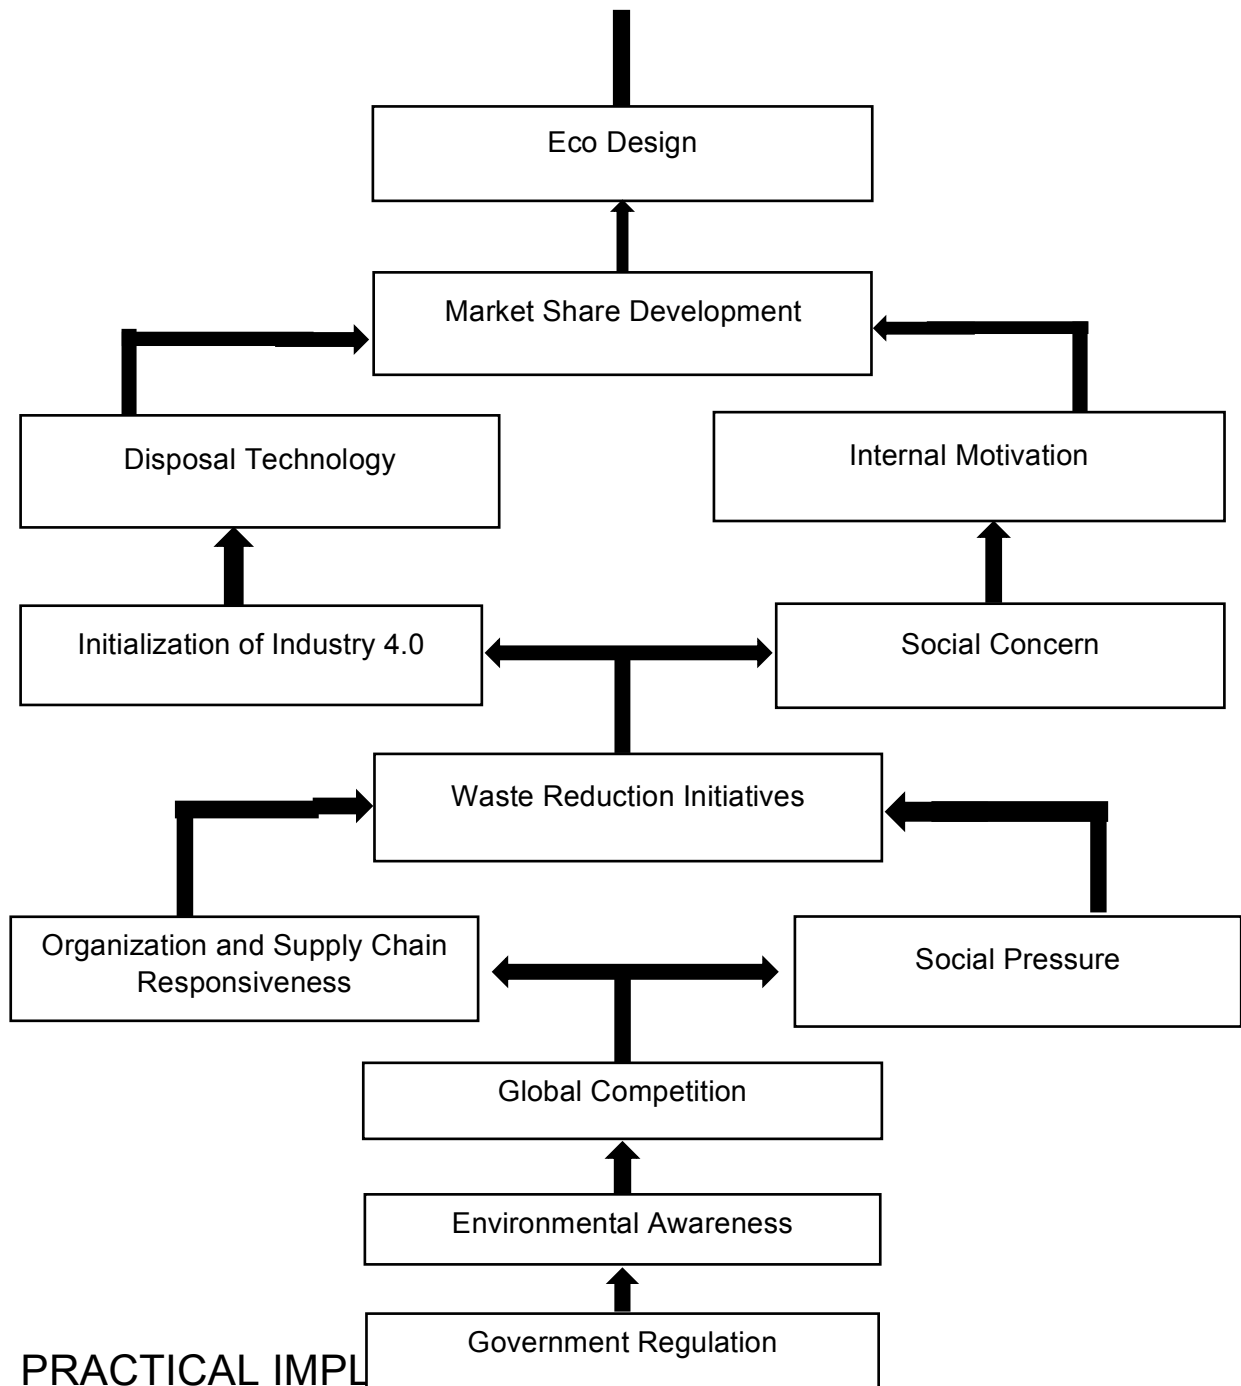 Eco Design
Market Share Development
Disposal Technology
Internal Motivation
Initialization of Industry 4.0
Social Concern
Waste Reduction Initiatives
Organization and Supply Chain
Responsiveness
Social Pressure
Global Competition
Environmental Awareness
Government Regulation
PRACTICAL IMPL